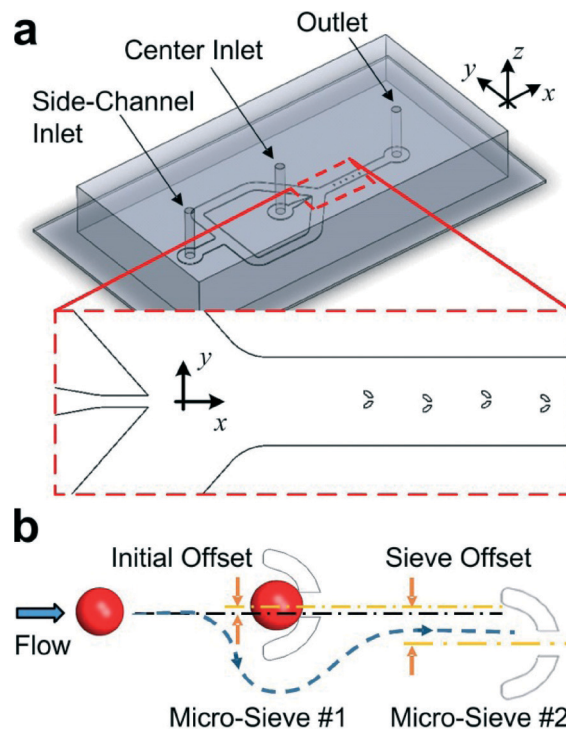 a
Center Inlet
Outlet
Side-Channel
Inlet
z
y
x
y
x
b
Initial Offset
Sieve Offset
Flow
Micro-Sieve #1
Micro-Sieve #2